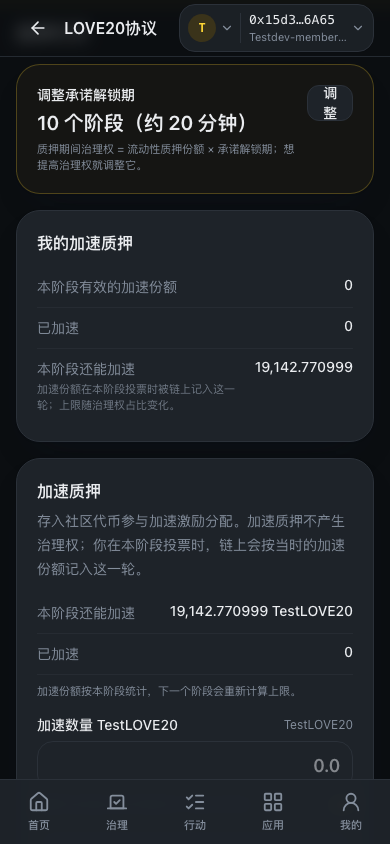 LOVE20协议
T
0x15d3…6A65
Testdev-member...
调整承诺解锁期
10 个阶段（约 20 分钟）
质押期间治理权 = 流动性质押份额 × 承诺解锁期；想
提高治理权就调整它。
调
整
我的加速质押
本阶段有效的加速份额 0
已加速 0
本阶段还能加速 19,142.770999
加速份额在本阶段投票时被链上记入这一
轮；上限随治理权占比变化。
加速质押
存入社区代币参与加速激励分配。加速质押不产生
治理权；你在本阶段投票时，链上会按当时的加速
份额记入这一轮。
本阶段还能加速 19,142.770999 TestLOVE20
已加速 0
加速份额按本阶段统计，下一个阶段会重新计算上限。
加速数量 TestLOVE20 TestLOVE20
0.0
首页 治理 行动 应用 我的